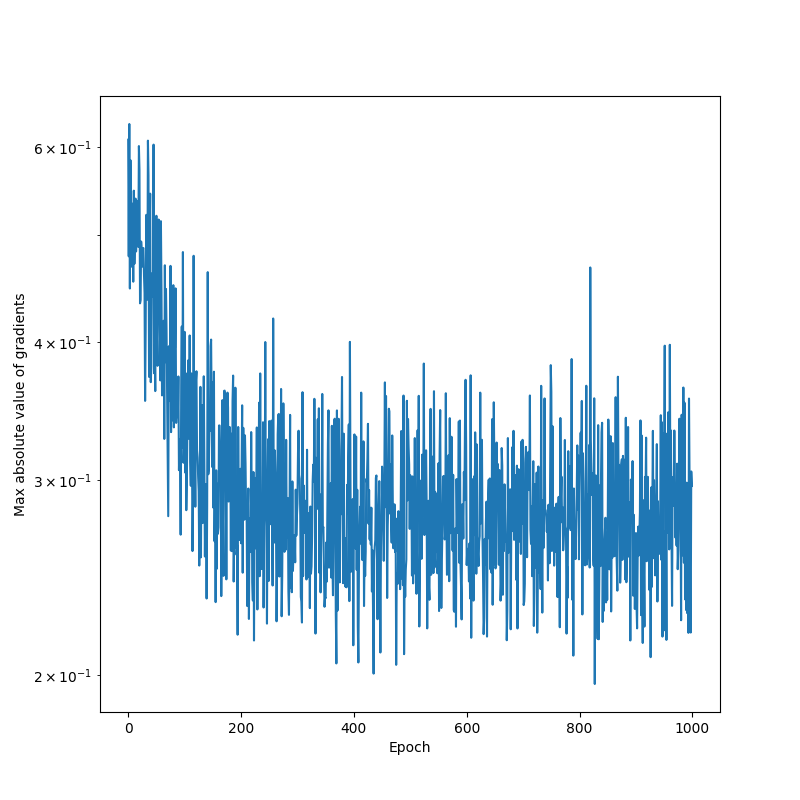 Max absolute value of gradients
6 × 10⁻¹
4 × 10⁻¹
3 × 10⁻¹
2 × 10⁻¹
0 200 400 600 800 1000
Epoch